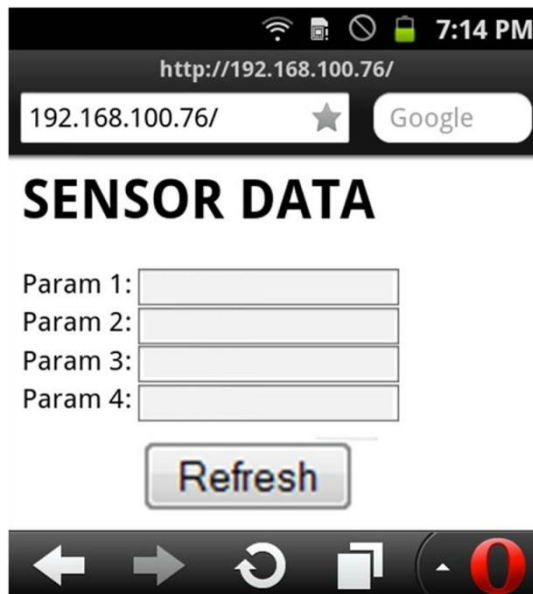 7:14 PM
http://192.168.100.76/
192.168.100.76/ Google
SENSOR DATA
Param 1:
Param 2:
Param 3:
Param 4:
Refresh